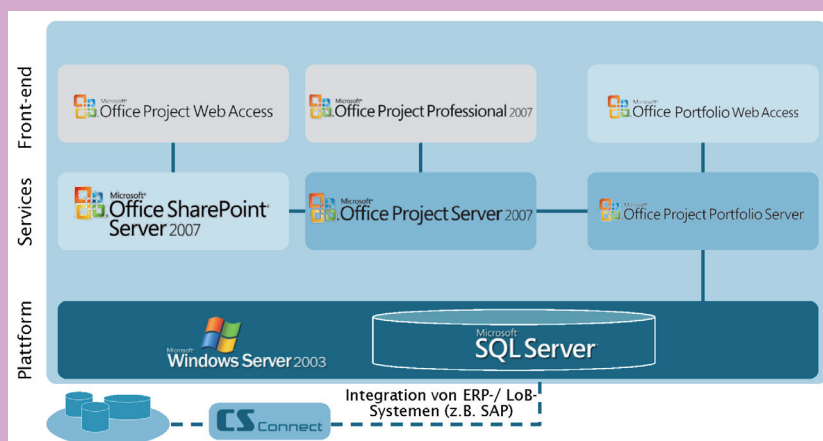 Front-end
Microsoft®
Office Project Web Access
Microsoft®
Office Project Professional 2007
Microsoft®
Office Portfolio Web Access
Services
Microsoft®
Office SharePoint®
Server 2007
Microsoft®
Office Project Server 2007
Microsoft®
Office Project Portfolio Server
Plattform
Microsoft®
Windows Server 2003
Microsoft®
SQL Server
Integration von ERP-/ LoB-
Systemen (z.B. SAP)
CS Connect